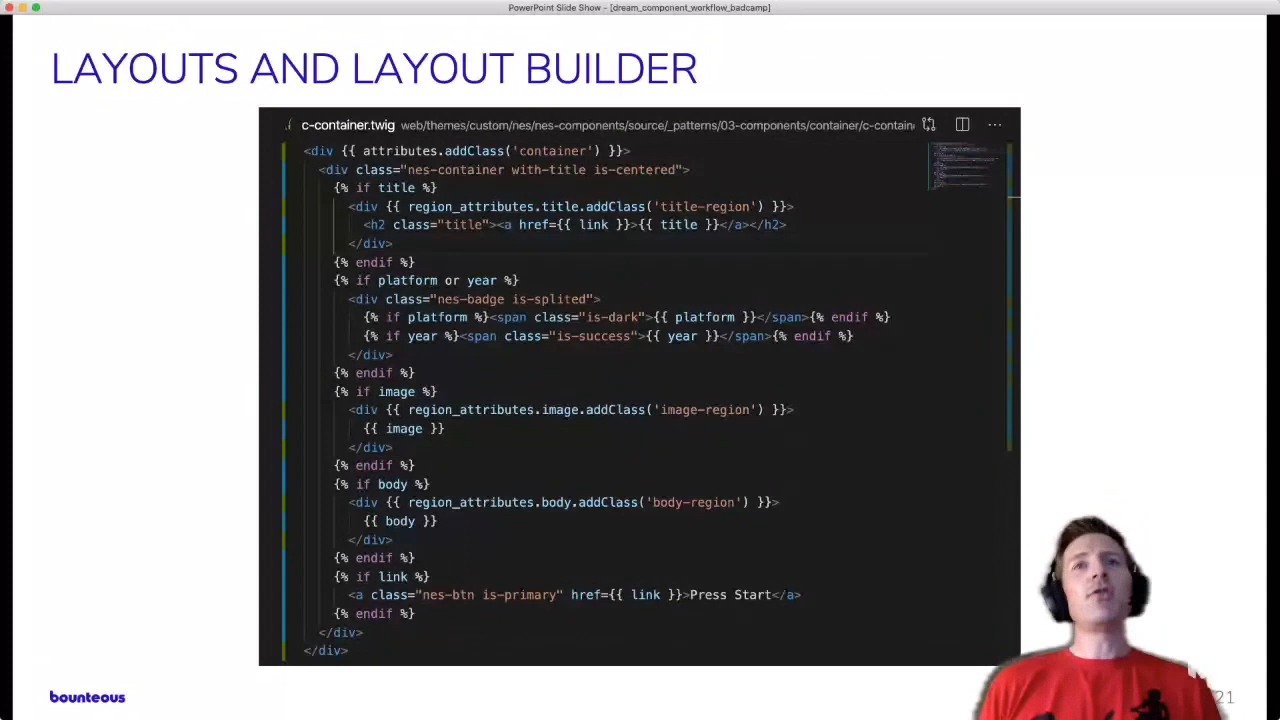 PowerPoint Slide Show - [dream_component_workflow_badcamp]
LAYOUTS AND LAYOUT BUILDER
c-container.twig web/themes/custom/nes/nes-components/source/_patterns/03-components/container/c-contain
<div {{ attributes.addClass('container') }}>
<div class="nes-container with-title is-centered">
{% if title %}
<div {{ region_attributes.title.addClass('title-region') }}>
<h2 class="title"><a href={{ link }}>{{ title }}</a></h2>
</div>
{% endif %}
{% if platform or year %}
<div class="nes-badge is-splited">
{% if platform %}<span class="is-dark">{{ platform }}</span>{% endif %}
{% if year %}<span class="is-success">{{ year }}</span>{% endif %}
</div>
{% endif %}
{% if image %}
<div {{ region_attributes.image.addClass('image-region') }}>
{{ image }}
</div>
{% endif %}
{% if body %}
<div {{ region_attributes.body.addClass('body-region') }}>
{{ body }}
</div>
{% endif %}
{% if link %}
<a class="nes-btn is-primary" href={{ link }}>Press Start</a>
{% endif %}
</div>
</div>
bounteous
21